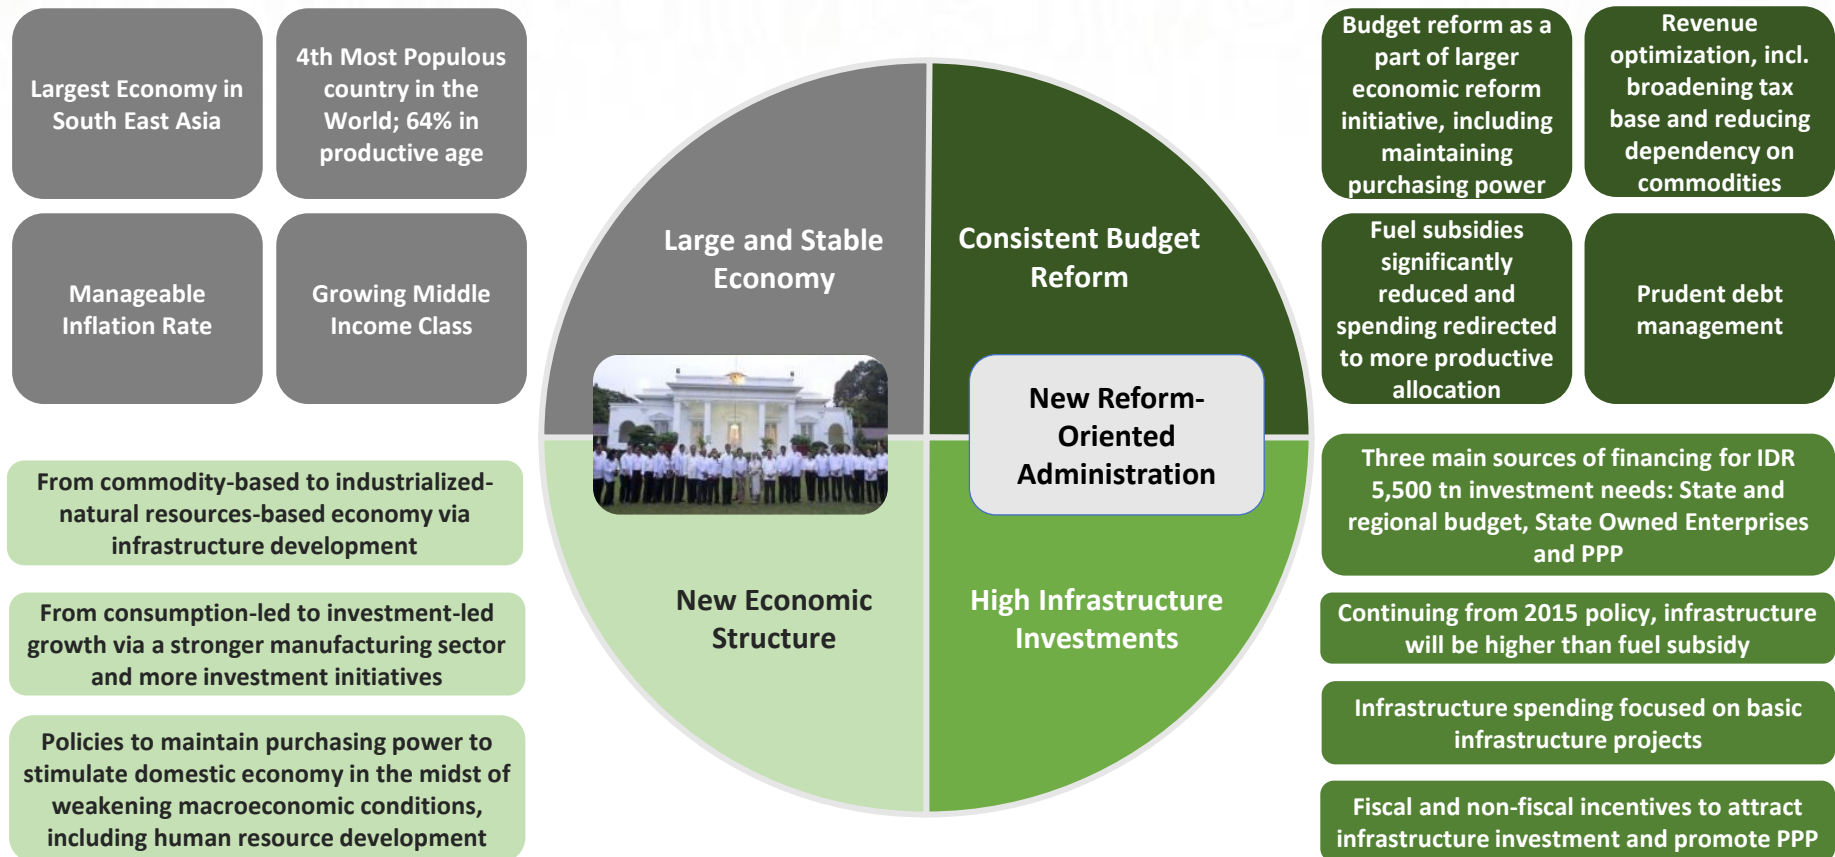 Largest Economy in
South East Asia
4th Most Populous
country in the
World; 64% in
productive age
Manageable
Inflation Rate
Growing Middle
Income Class
From commodity-based to industrialized-
natural resources-based economy via
infrastructure development
From consumption-led to investment-led
growth via a stronger manufacturing sector
and more investment initiatives
Policies to maintain purchasing power to
stimulate domestic economy in the midst of
weakening macroeconomic conditions,
including human resource development
Large and Stable
Economy
Consistent Budget
Reform
New Reform-
Oriented
Administration
New Economic
Structure
High Infrastructure
Investments
Budget reform as a
part of larger
economic reform
initiative, including
maintaining
purchasing power
Revenue
optimization, incl.
broadening tax
base and reducing
dependency on
commodities
Fuel subsidies
significantly
reduced and
spending redirected
to more productive
allocation
Prudent debt
management
Three main sources of financing for IDR
5,500 tn investment needs: State and
regional budget, State Owned Enterprises
and PPP
Continuing from 2015 policy, infrastructure
will be higher than fuel subsidy
Infrastructure spending focused on basic
infrastructure projects
Fiscal and non-fiscal incentives to attract
infrastructure investment and promote PPP